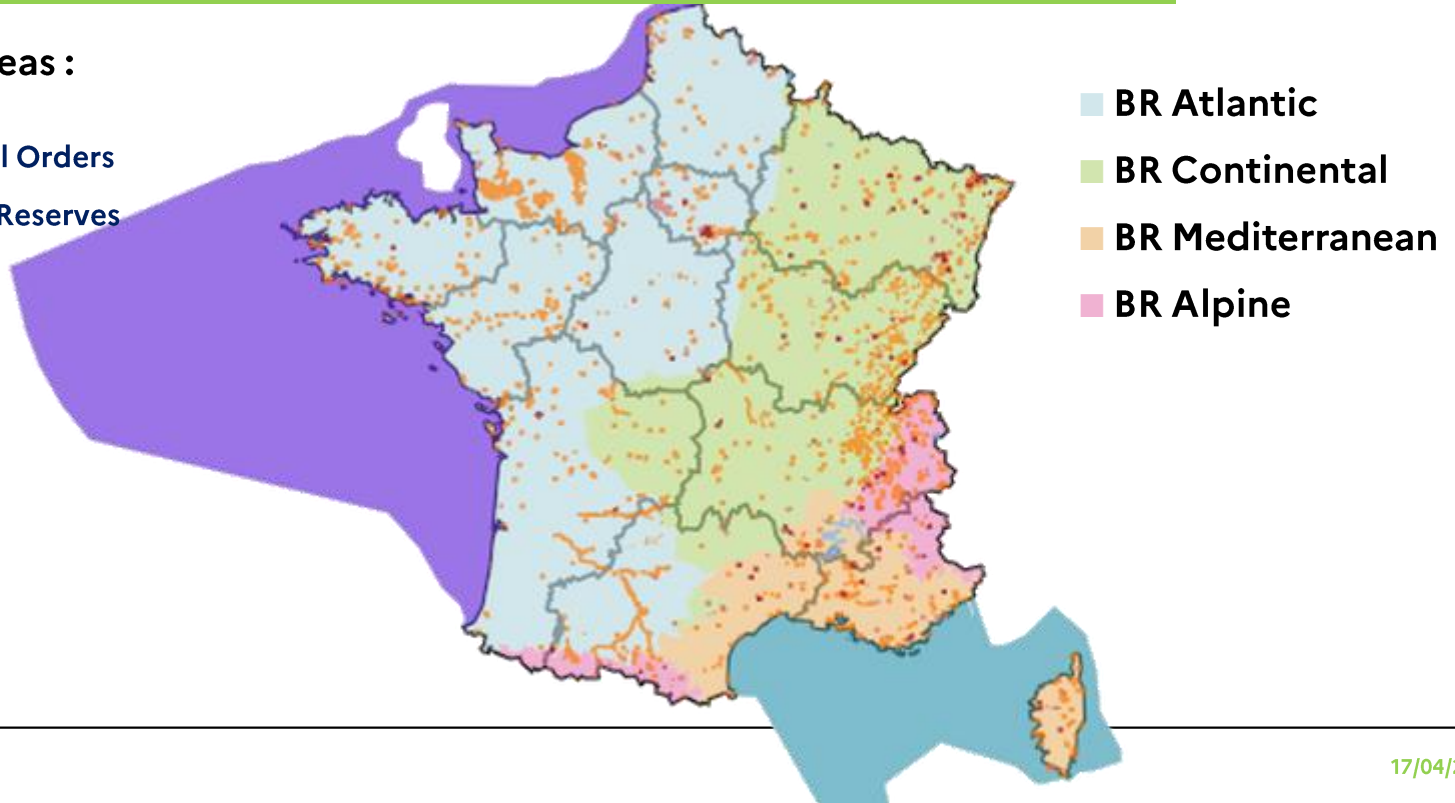 eas :
l Orders
Reserves
BR Atlantic
BR Continental
BR Mediterranean
BR Alpine
17/04/